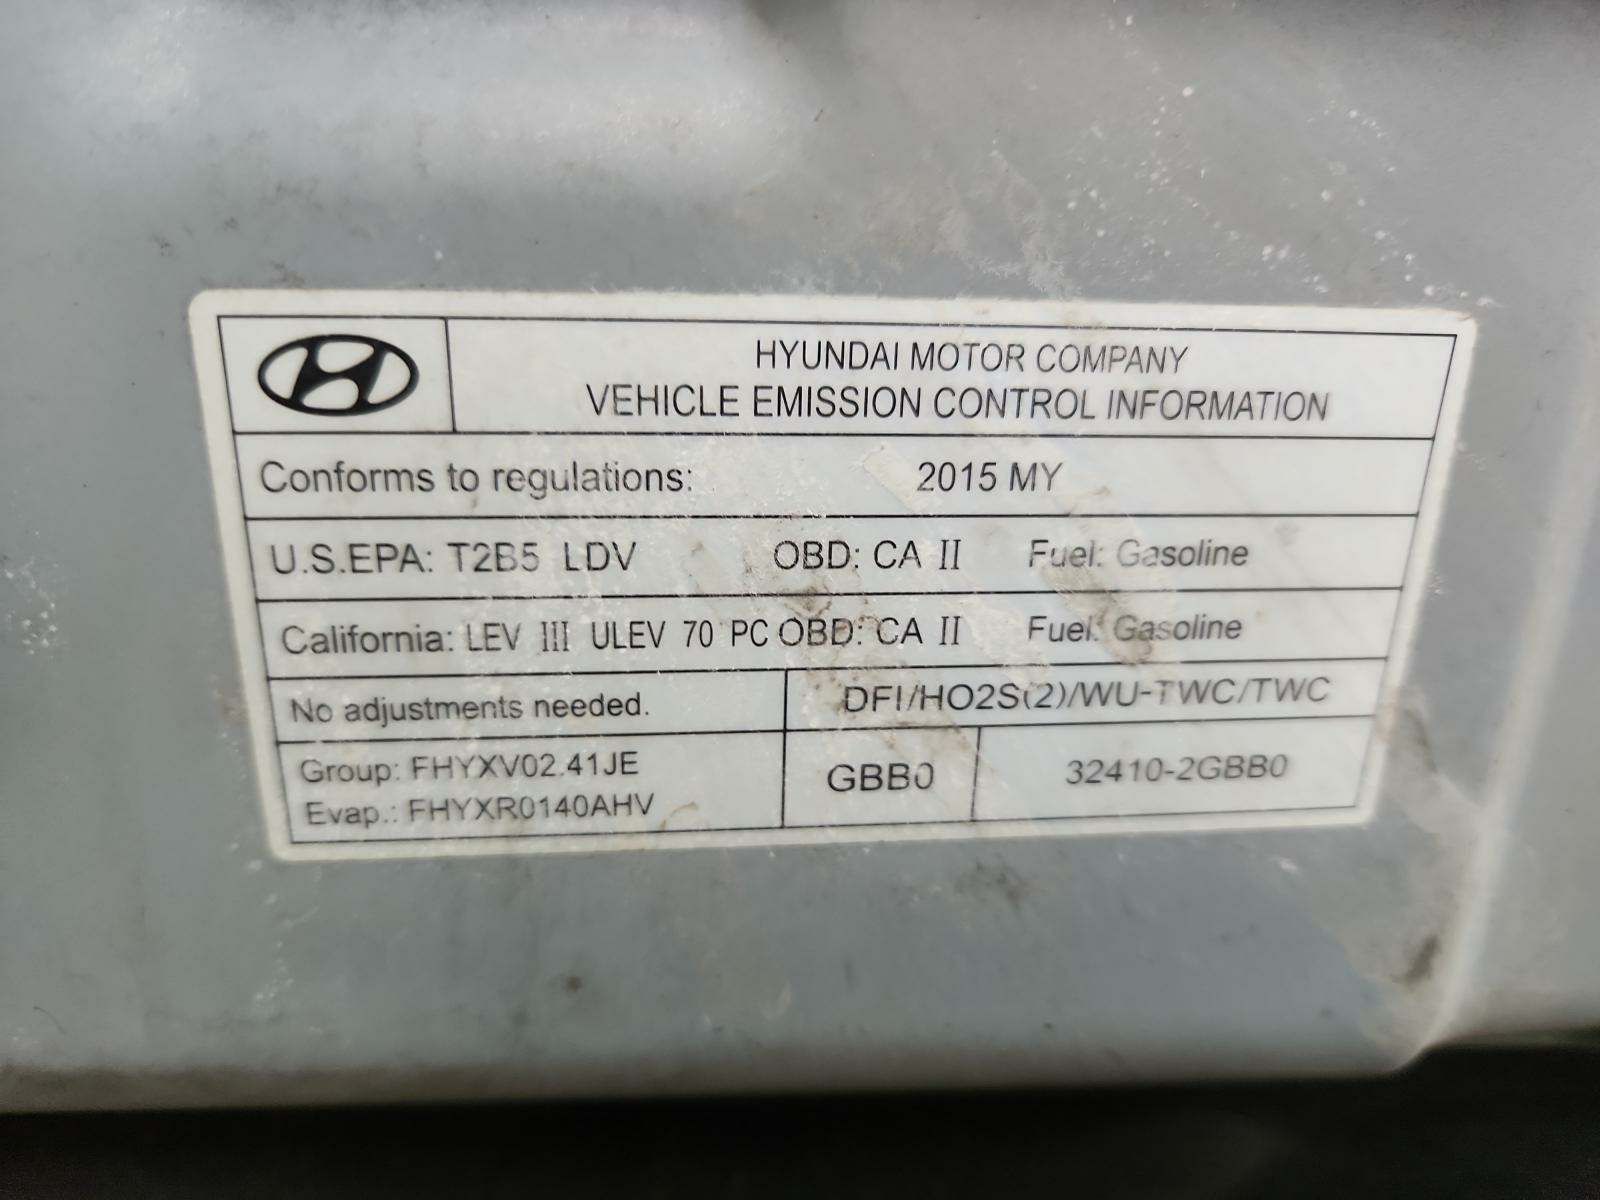 HYUNDAI MOTOR COMPANY
VEHICLE EMISSION CONTROL INFORMATION
Conforms to regulations: 2015 MY
U.S.EPA: T2B5 LDV OBD: CA II Fuel: Gasoline
California: LEV III ULEV 70 PC OBD: CA II Fuel: Gasoline
No adjustments needed. DFI/HO2S(2)/WU-TWC/TWC
Group: FHYXV02.41JE
Evap.: FHYXR0140AHV
GBB0 32410-2GBB0